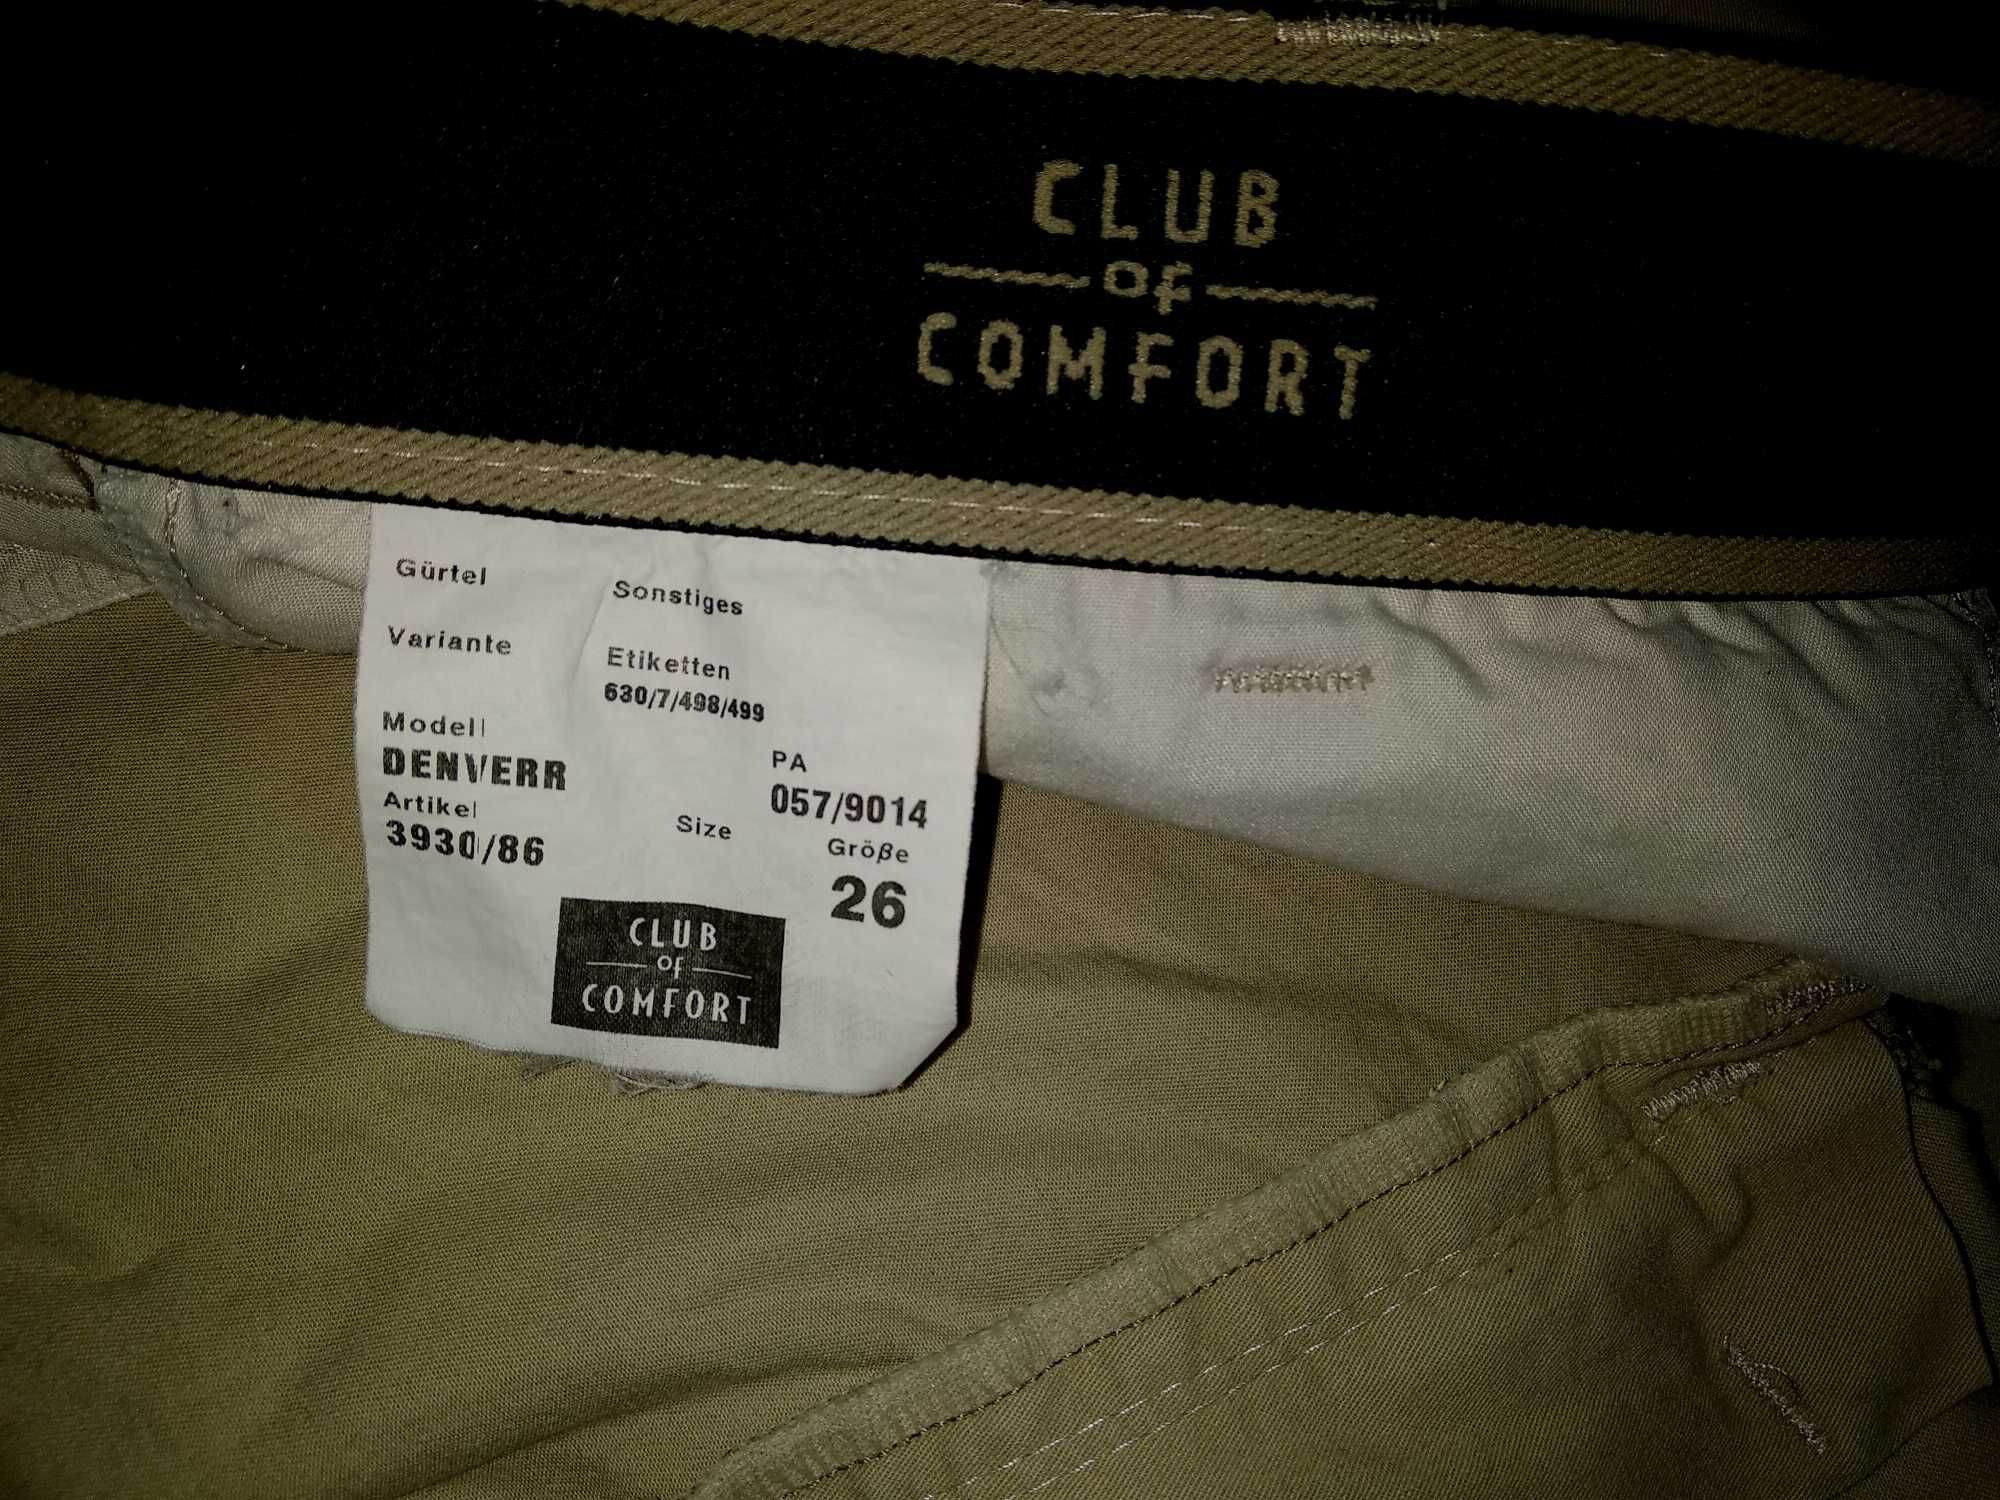 CLUB
of
COMFORT
Gürtel
Sonstiges
Variante
Etiketten
630/7/498/499
Modell
DENVERR
PA
057/9014
Artikel
3930/86
Size
Größe
26
CLUB
of
COMFORT